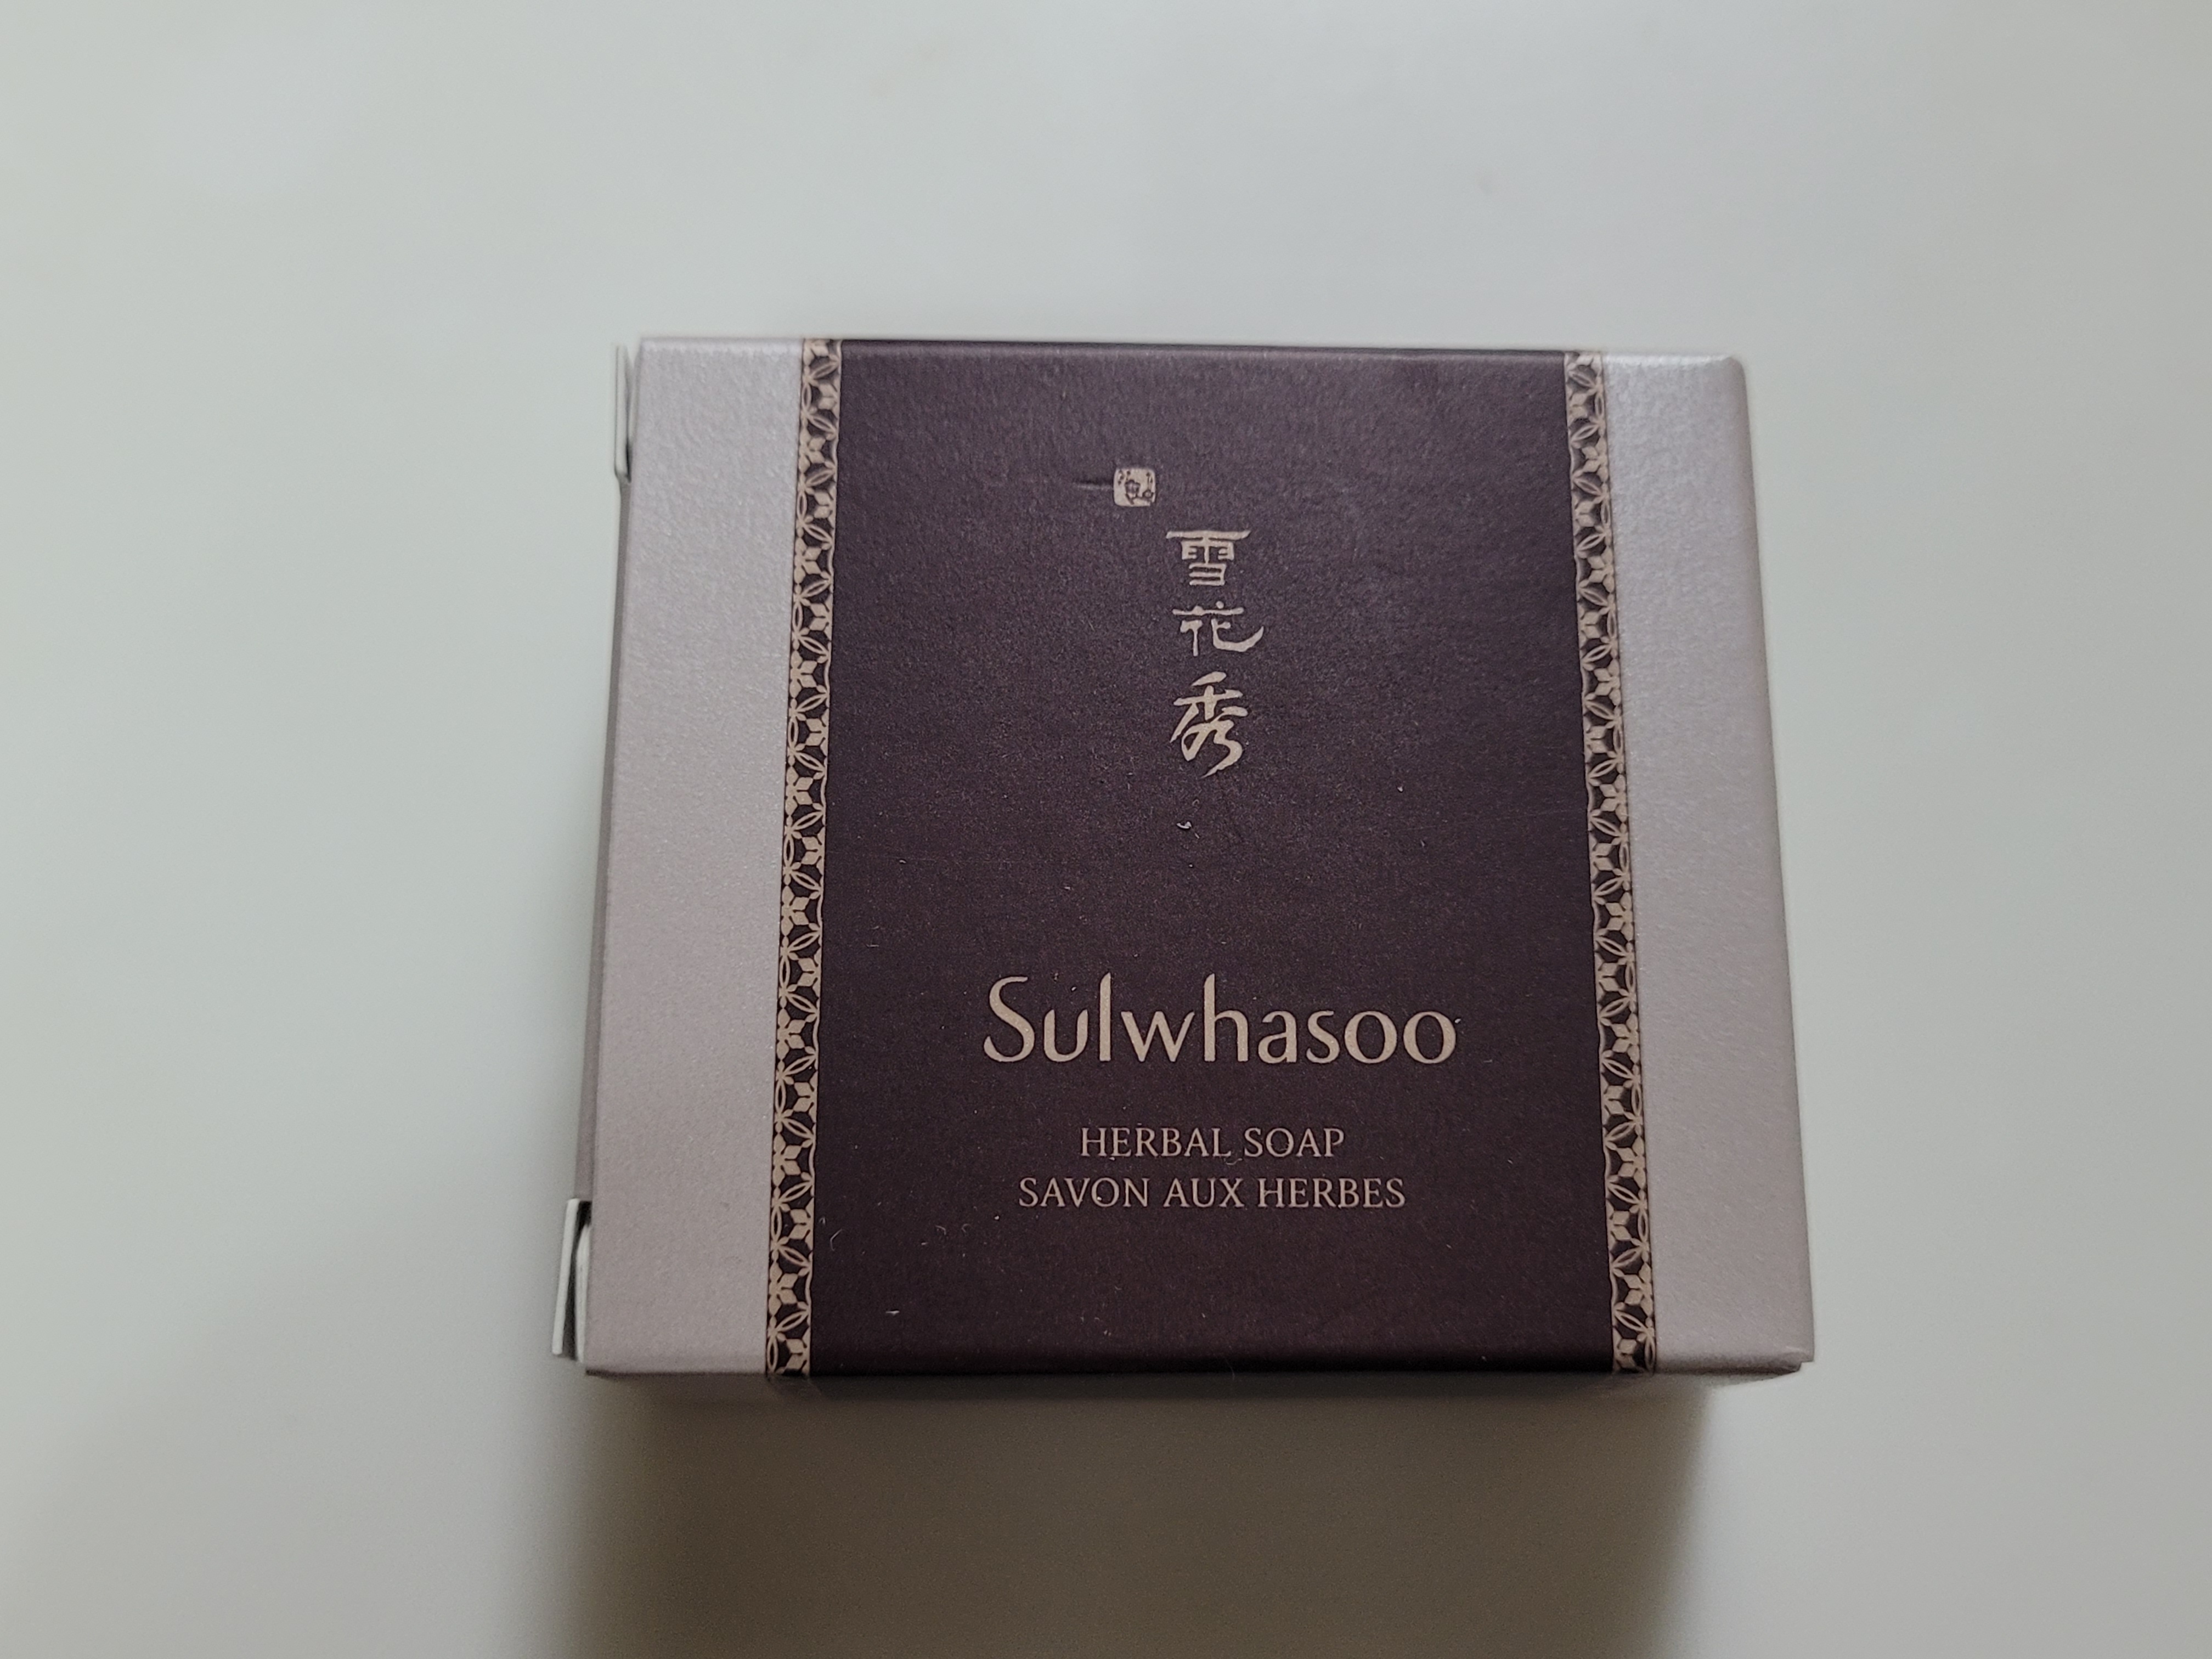 雪花秀
Sulwhasoo
HERBAL SOAP
SAVON AUX HERBES